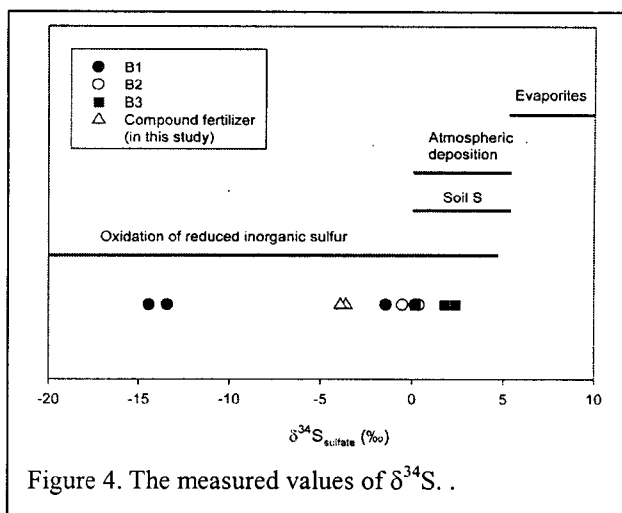 B1
B2
B3
Compound fertilizer
(in this study)
Evaporites
Atmospheric
deposition
Soil S
Oxidation of reduced inorganic sulfur
-20 -15 -10 -5 0 5 10
δ³⁴Ssulfate (‰)
Figure 4. The measured values of δ³⁴S. .